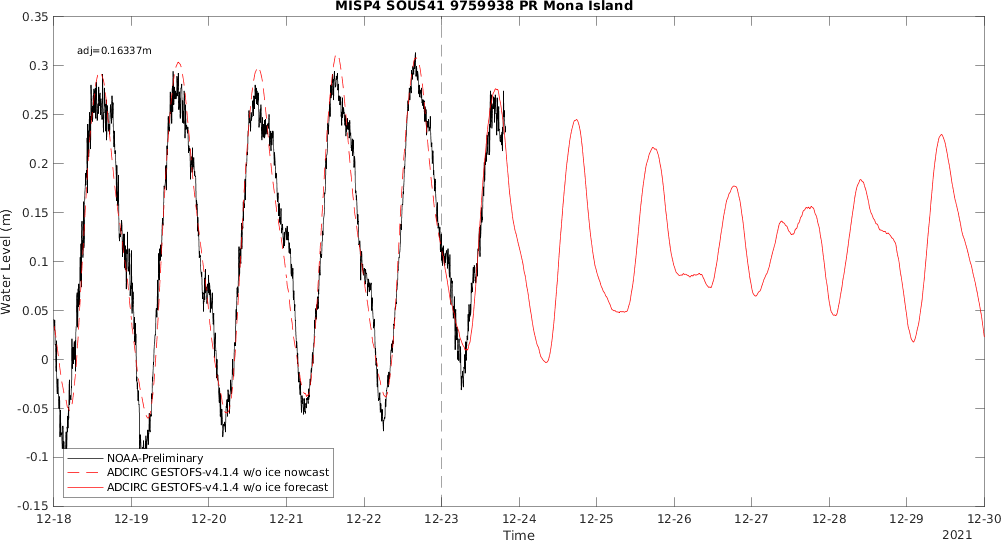 MISP4 SOUS41 9759938 PR Mona Island
adj=0.16337m
0.35
0.3
0.25
0.2
0.15
0.1
0.05
0
-0.05
-0.1
-0.15
Water Level (m)
NOAA-Preliminary
ADCIRC GESTOFS-v4.1.4 w/o ice nowcast
ADCIRC GESTOFS-v4.1.4 w/o ice forecast
12-18 12-19 12-20 12-21 12-22 12-23 12-24 12-25 12-26 12-27 12-28 12-29 12-30
Time
2021